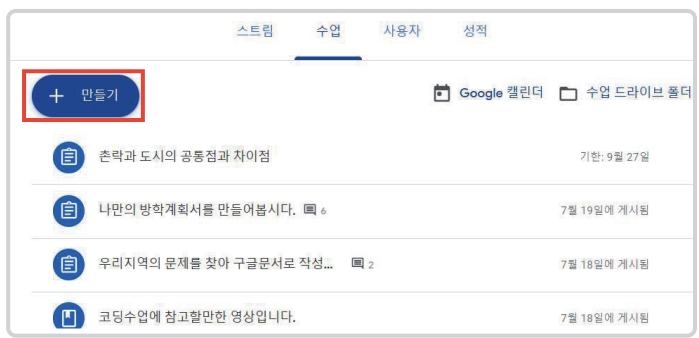 스트림 수업 사용자 성적
+ 만들기 Google 캘린더 수업 드라이브 폴더
촌락과 도시의 공통점과 차이점 기한: 9월 27일
나만의 방학계획서를 만들어봅시다. 6 7월 19일에 게시됨
우리지역의 문제를 찾아 구글문서로 작성... 2 7월 18일에 게시됨
코딩수업에 참고할만한 영상입니다. 7월 18일에 게시됨